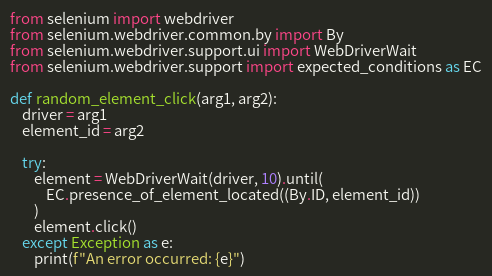 from selenium import webdriver
from selenium.webdriver.common.by import By
from selenium.webdriver.support.ui import WebDriverWait
from selenium.webdriver.support import expected_conditions as EC

def random_element_click(arg1, arg2):
    driver = arg1
    element_id = arg2

    try:
        element = WebDriverWait(driver, 10).until(
            EC.presence_of_element_located((By.ID, element_id))
        )
        element.click()
    except Exception as e:
        print(f"An error occurred: {e}")